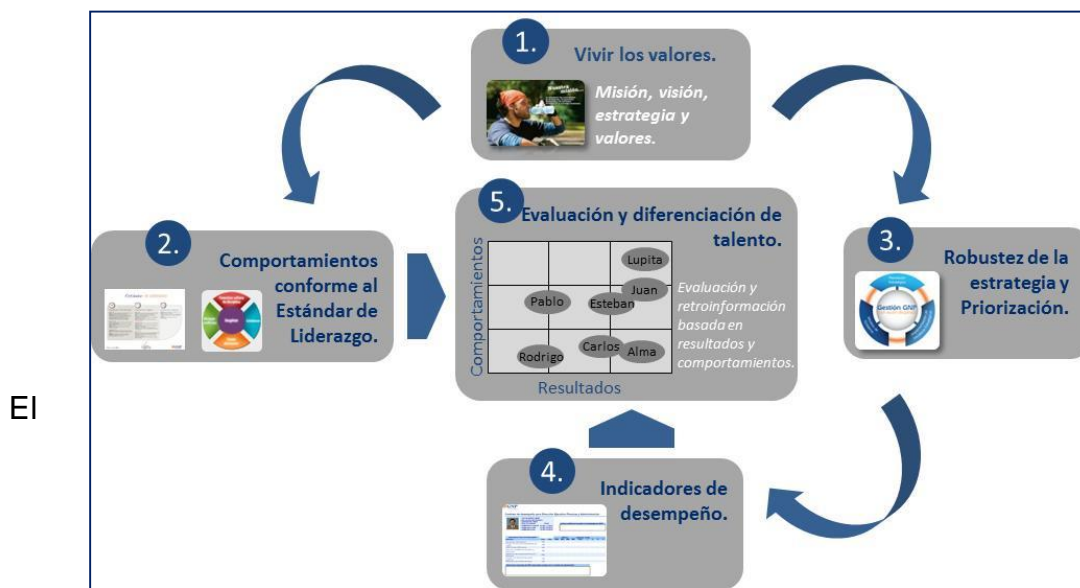 1.
Vivir los valores.
Misión, visión,
estrategia y
valores.
2.
Comportamientos
conforme al
Estándar de
Liderazgo.
5.
Evaluación y diferenciación de
talento.
Comportamientos
Lupita
Juan
Pablo
Esteban
Carlos
Alma
Rodrigo
Resultados
Evaluación y
retroinformación
basada en
resultados y
comportamientos.
3.
Robustez de la
estrategia y
Priorización.
Gestión GNP
El
4.
Indicadores de
desempeño.